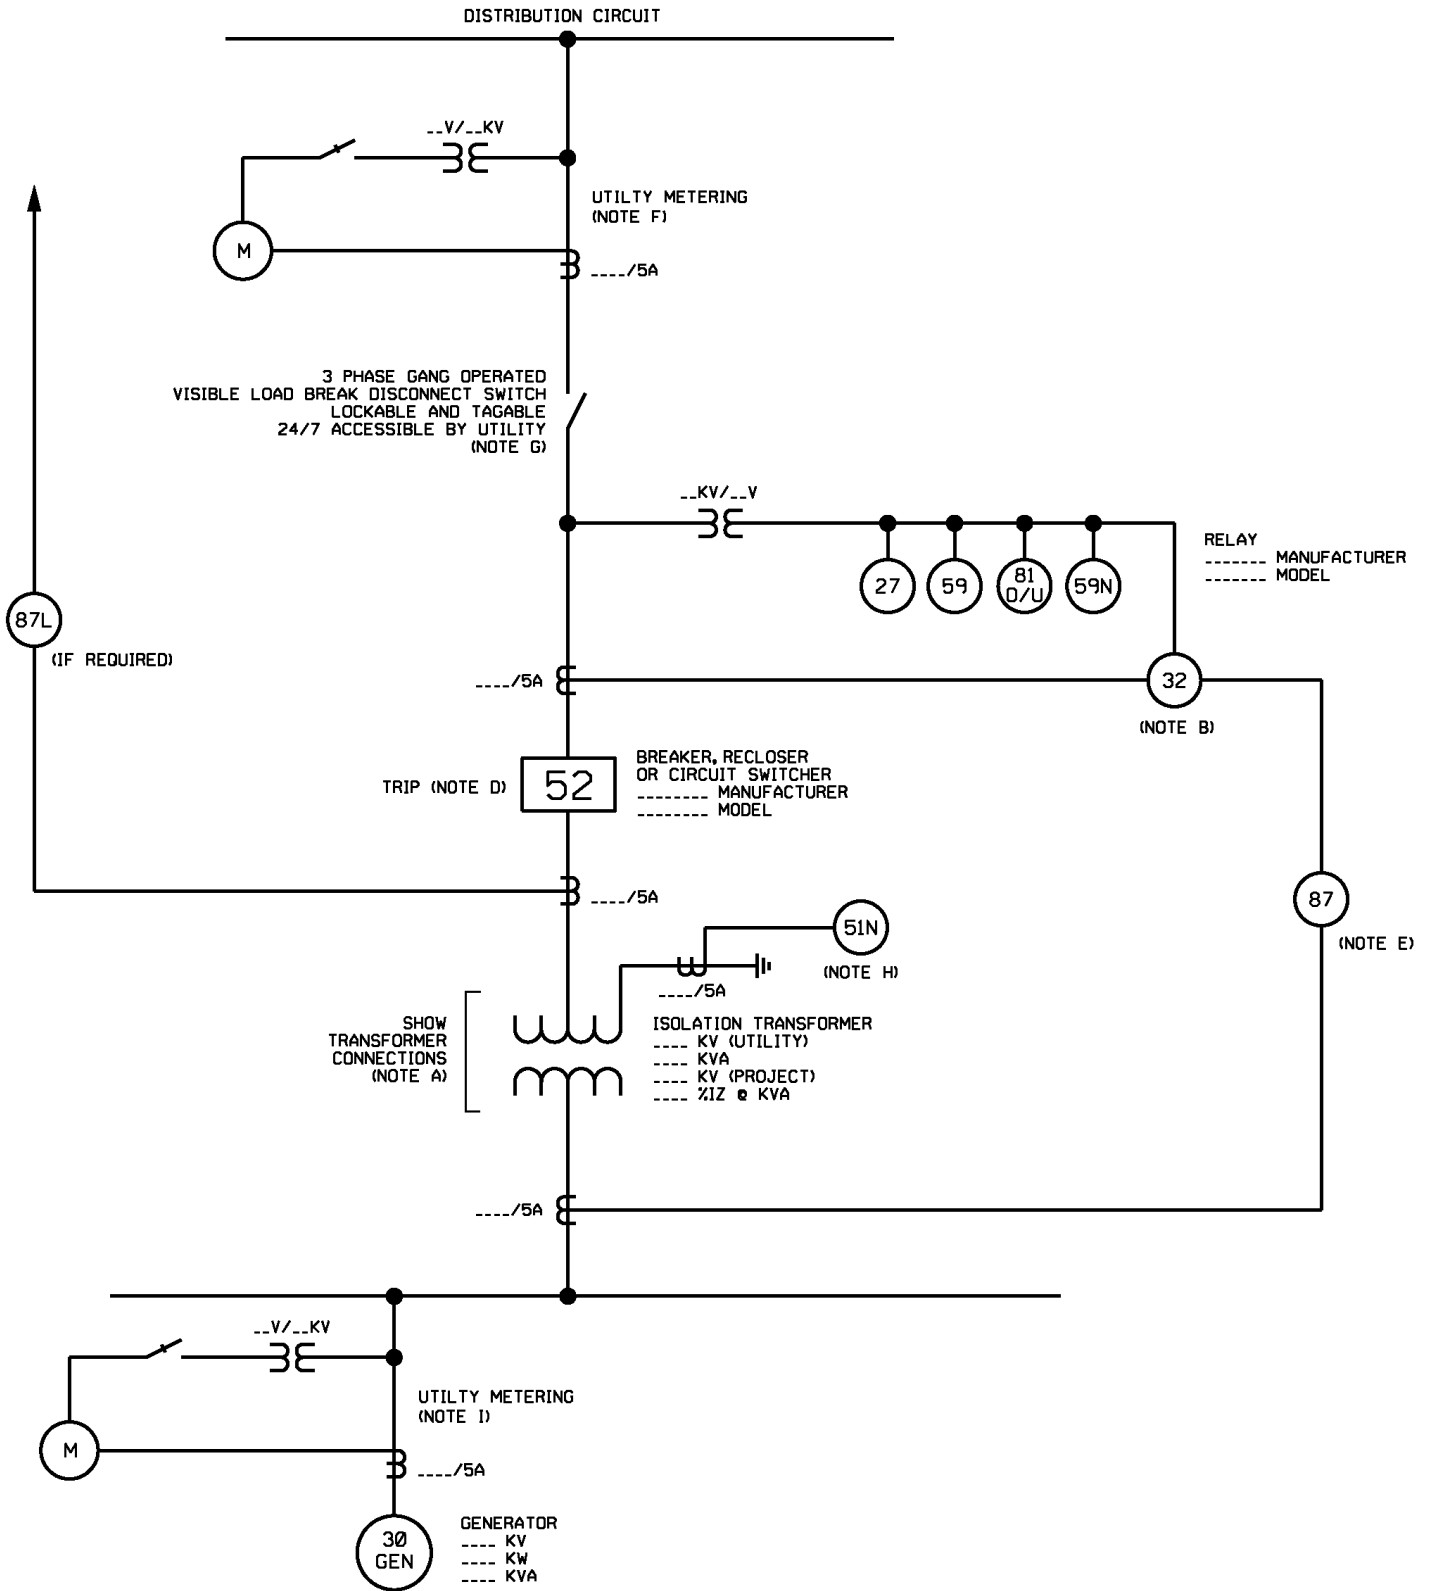 DISTRIBUTION CIRCUIT
__V/__KV
UTILTY METERING
(NOTE F)
M
____/5A
3 PHASE GANG OPERATED
VISIBLE LOAD BREAK DISCONNECT SWITCH
LOCKABLE AND TAGABLE
24/7 ACCESSIBLE BY UTILITY
(NOTE G)
__KV/__V
RELAY
_______ MANUFACTURER
_______ MODEL
27
59
81
O/U
59N
87L
(IF REQUIRED)
____/5A
32
(NOTE B)
TRIP (NOTE D)
52
BREAKER, RECLOSER
OR CIRCUIT SWITCHER
________ MANUFACTURER
________ MODEL
____/5A
87
(NOTE E)
51N
(NOTE H)
____/5A
SHOW
TRANSFORMER
CONNECTIONS
(NOTE A)
ISOLATION TRANSFORMER
____ KV (UTILITY)
____ KVA
____ KV (PROJECT)
____ %IZ @ KVA
____/5A
__V/__KV
UTILTY METERING
(NOTE I)
M
____/5A
3Ø
GEN
GENERATOR
____ KV
____ KW
____ KVA